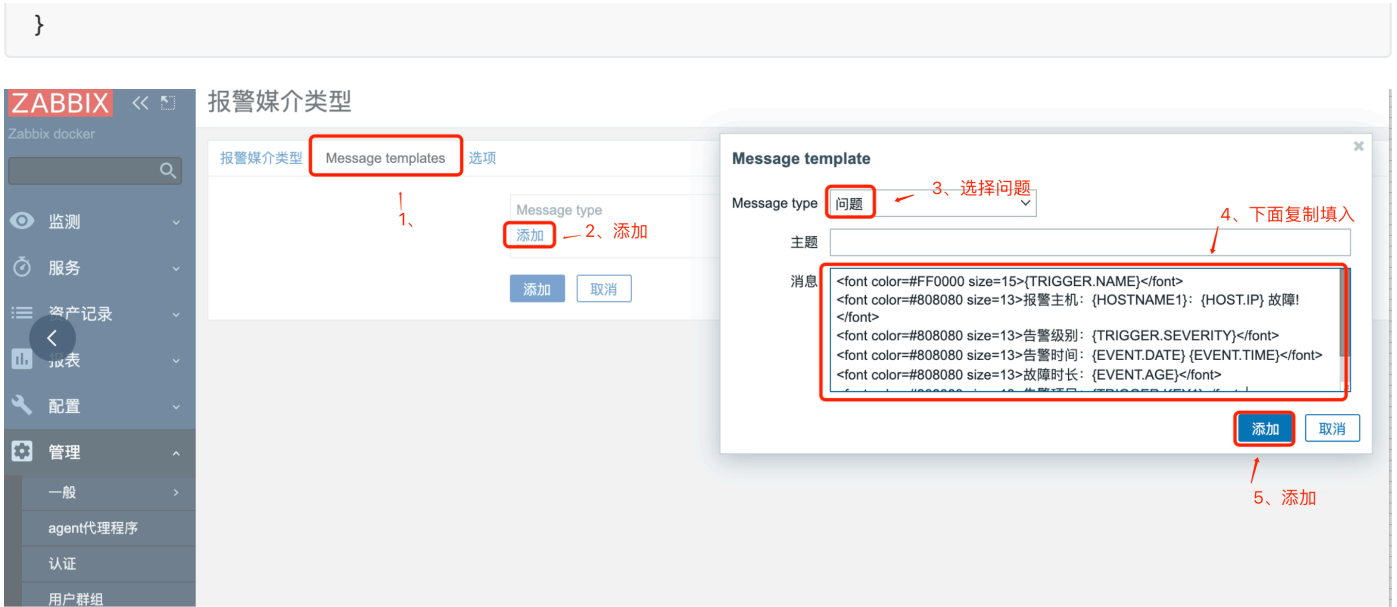 }
ZABBIX
Zabbix docker
监测
服务
资产记录
报表
配置
管理
一般
agent代理程序
认证
用户群组
报警媒介类型
报警媒介类型 Message templates 选项
1、
Message type
添加
2、添加
添加 取消
Message template
Message type 问题
3、选择问题
4、下面复制填入
主题
消息
<font color=#FF0000 size=15>{TRIGGER.NAME}</font>
<font color=#808080 size=13>报警主机：{HOSTNAME1}：{HOST.IP} 故障!
</font>
<font color=#808080 size=13>告警级别：{TRIGGER.SEVERITY}</font>
<font color=#808080 size=13>告警时间：{EVENT.DATE} {EVENT.TIME}</font>
<font color=#808080 size=13>故障时长：{EVENT.AGE}</font>
添加 取消
5、添加